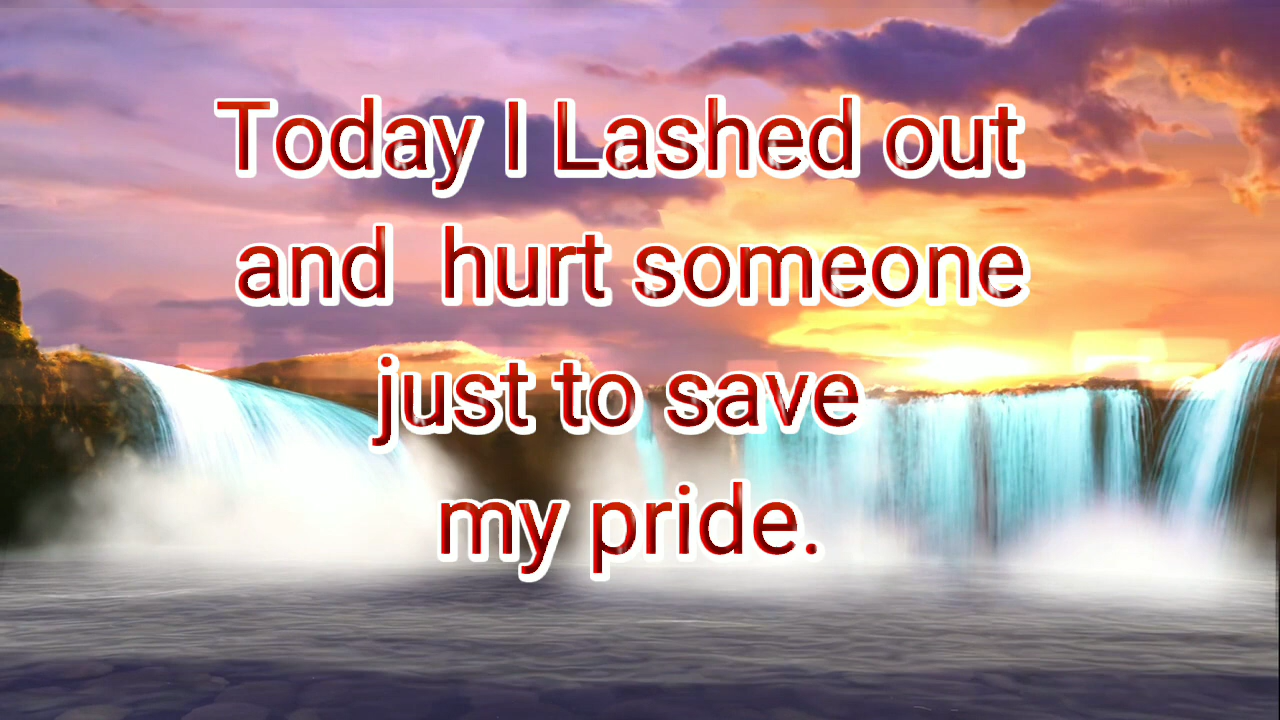 Today I Lashed out
and  hurt someone
just to save
my pride.